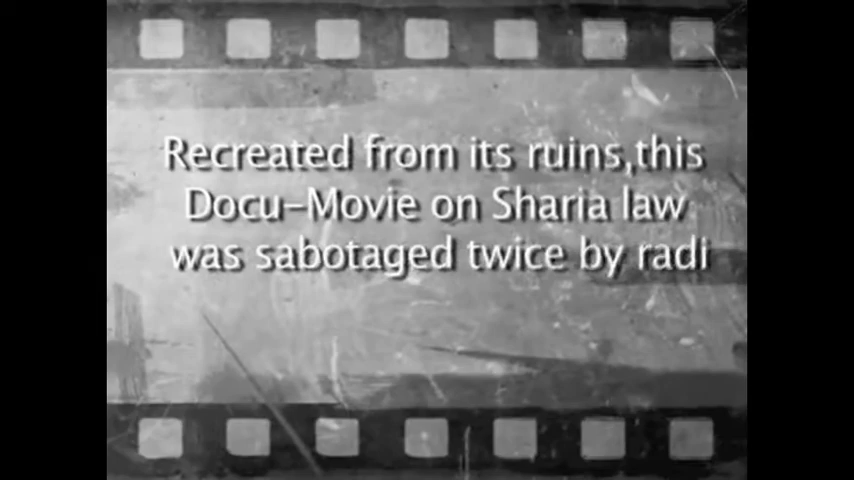 Recreated from its ruins,this
Docu-Movie on Sharia law
was sabotaged twice by radi